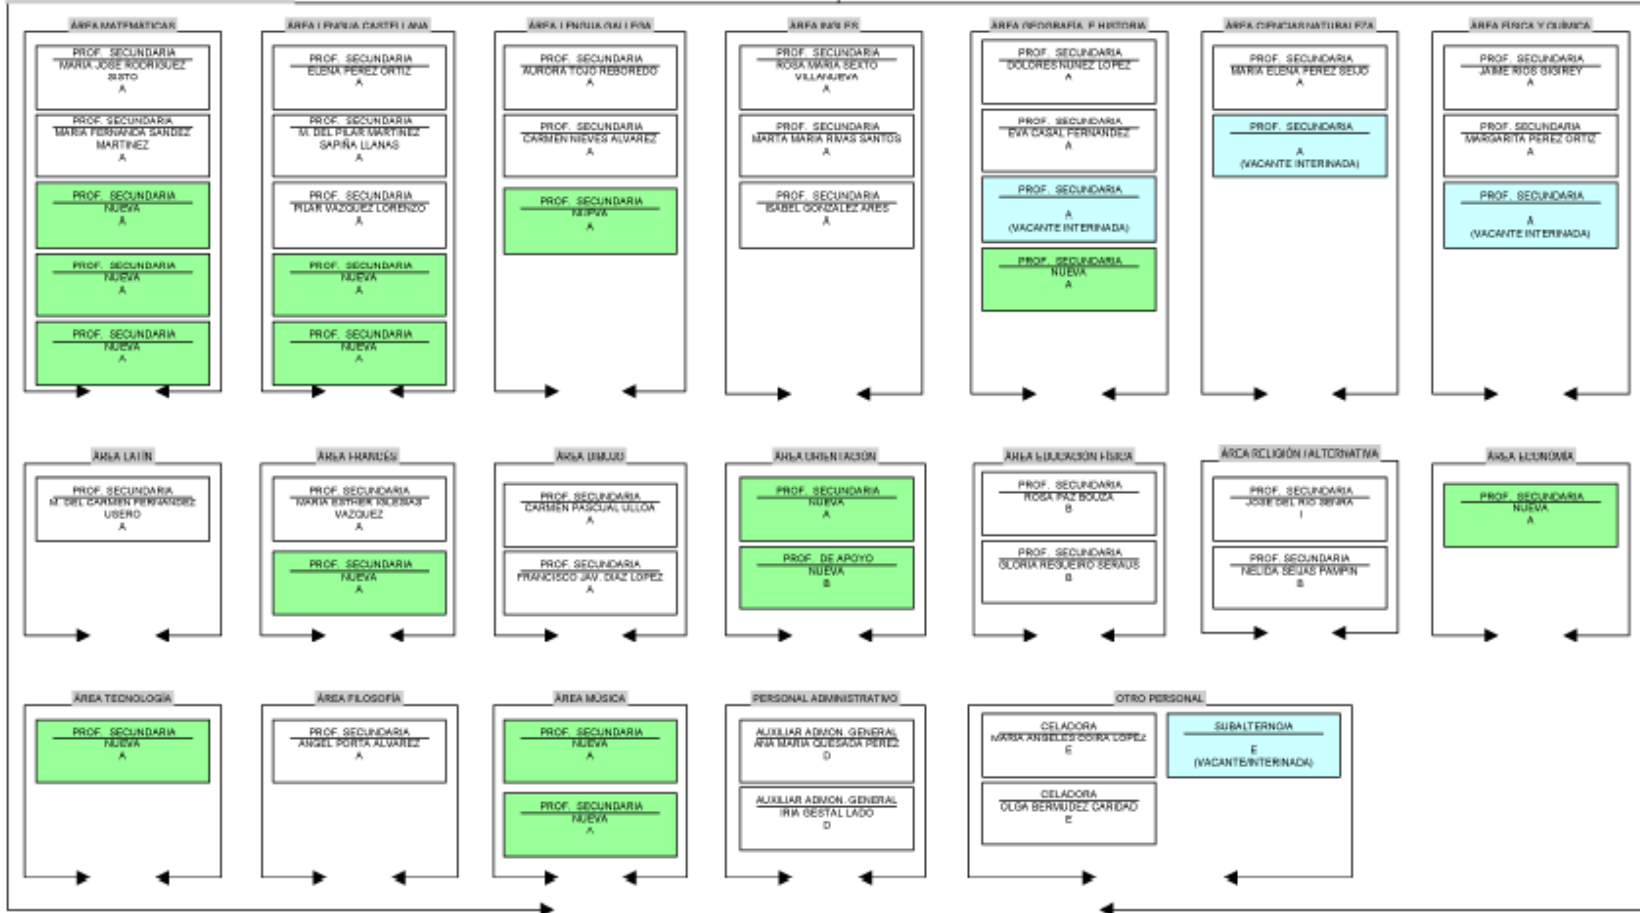 ÁREA MATEMÁTICAS
PROF. SECUNDARIA
MARIA JOSE RODRIGUEZ
SISTO
A
PROF. SECUNDARIA
MARIA FERNANDA SANDEZ
MARTINEZ
A
PROF. SECUNDARIA
NUEVA
A
PROF. SECUNDARIA
NUEVA
A
PROF. SECUNDARIA
NUEVA
A
ÁREA LENGUA CASTELLANA
PROF. SECUNDARIA
ELENA PEREZ ORTIZ
A
PROF. SECUNDARIA
M. DEL PILAR MARTINEZ
SAPIÑA LLANAS
A
PROF. SECUNDARIA
PILAR VAZQUEZ LORENZO
A
PROF. SECUNDARIA
NUEVA
A
PROF. SECUNDARIA
NUEVA
A
ÁREA LENGUA GALLEGA
PROF. SECUNDARIA
AURORA TOJO REBOREDO
A
PROF. SECUNDARIA
CARMEN NIEVES ALVAREZ
A
PROF. SECUNDARIA
NUEVA
A
ÁREA INGLES
PROF. SECUNDARIA
ROSA MARIA SEXTO
VILLANUEVA
A
PROF. SECUNDARIA
MARTA MARIA RIVAS SANTOS
A
PROF. SECUNDARIA
ISABEL GONZALEZ ARES
A
ÁREA GEOGRAFÍA E HISTORIA
PROF. SECUNDARIA
DOLORES NUÑEZ LOPEZ
A
PROF. SECUNDARIA
EVA CASAL FERNANDEZ
A
PROF. SECUNDARIA
A
(VACANTE INTERINADA)
PROF. SECUNDARIA
NUEVA
A
ÁREA CIENCIAS NATURALEZA
PROF. SECUNDARIA
MARIA ELENA PEREZ SEIJO
A
PROF. SECUNDARIA
A
(VACANTE INTERINADA)
ÁREA FÍSICA Y QUÍMICA
PROF. SECUNDARIA
JAIME RIOS GIGIREY
A
PROF. SECUNDARIA
MARGARITA PEREZ ORTIZ
A
PROF. SECUNDARIA
A
(VACANTE INTERINADA)
ÁREA LATÍN
PROF. SECUNDARIA
M. DEL CARMEN FERNANDEZ
USERO
A
ÁREA FRANCÉS
PROF. SECUNDARIA
MARIA ESTHER IGLESIAS
VAZQUEZ
A
PROF. SECUNDARIA
NUEVA
A
ÁREA DIBUJO
PROF. SECUNDARIA
CARMEN PASCUAL ULLOA
A
PROF. SECUNDARIA
FRANCISCO JAV. DIAZ LOPEZ
A
ÁREA ORIENTACIÓN
PROF. SECUNDARIA
NUEVA
A
PROF. DE APOYO
NUEVA
B
ÁREA EDUCACIÓN FÍSICA
PROF. SECUNDARIA
ROSA PAZ BOUZA
B
PROF. SECUNDARIA
GLORIA REGUEIRO SERAUS
B
ÁREA RELIGIÓN / ALTERNATIVA
PROF. SECUNDARIA
JOSE DEL RIO SENRA
I
PROF. SECUNDARIA
NELIDA SEIJAS PAMPIN
B
ÁREA ECONOMÍA
PROF. SECUNDARIA
NUEVA
A
ÁREA TECNOLOGÍA
PROF. SECUNDARIA
NUEVA
A
ÁREA FILOSOFÍA
PROF. SECUNDARIA
ANGEL PORTA ALVAREZ
A
ÁREA MÚSICA
PROF. SECUNDARIA
NUEVA
A
PROF. SECUNDARIA
NUEVA
A
PERSONAL ADMINISTRATIVO
AUXILIAR ADMON. GENERAL
ANA MARIA QUESADA PEREZ
D
AUXILIAR ADMON. GENERAL
IRIA GESTAL LADO
D
OTRO PERSONAL
CELADORA
MARIA ANGELES COIRA LOPEZ
E
CELADORA
OLGA BERMUDEZ CARIDAD
E
SUBALTERNO/A
E
(VACANTE/INTERINADA)